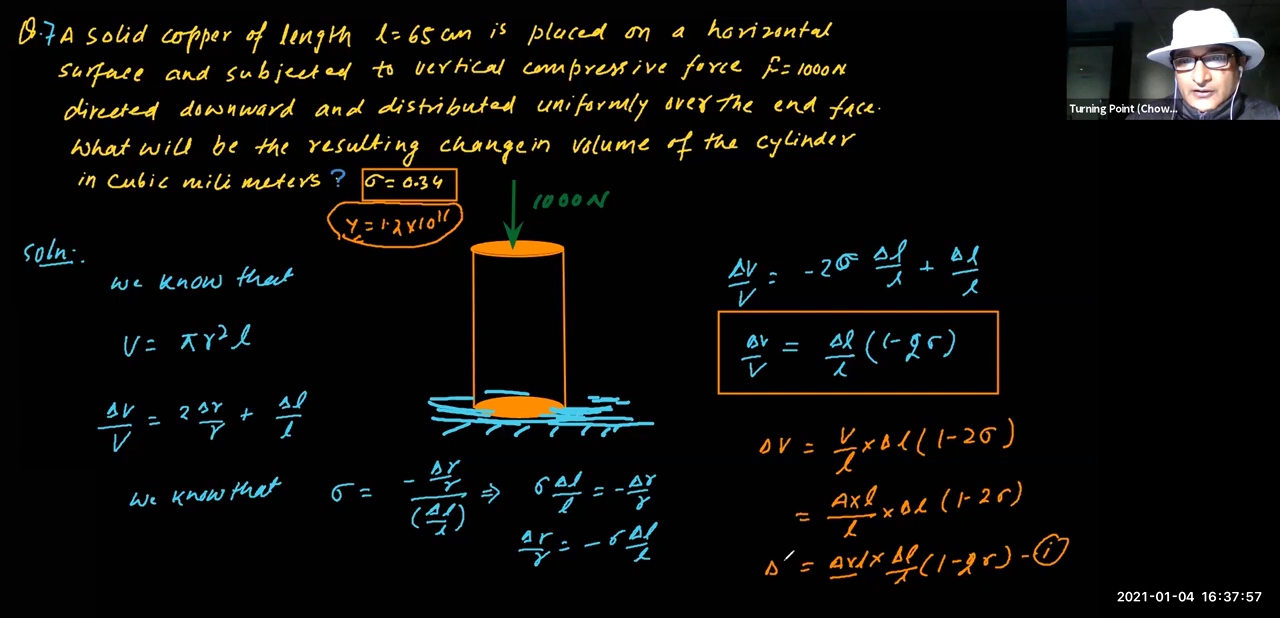 Q.7 A solid copper of length l = 65 cm is placed on a horizontal
surface and subjected to vertical compressive force F = 1000 N
directed downward and distributed uniformly over the end face.
what will be the resulting change in volume of the cylinder
in cubic mili meters ? σ = 0.34
Y = 1.2 × 10¹¹
1000 N
Soln:.
we know that
V = πr²l
ΔV/V = 2 Δr/r + Δl/l
we know that σ = (-Δr/r)/(Δl/l) ⇒ σ Δl/l = - Δr/r
Δr/r = - σ Δl/l
ΔV/V = -2σ Δl/l + Δl/l
ΔV/V = Δl/l (1-2σ)
ΔV = V/l × Δl (1-2σ)
= A×l/l × Δl (1-2σ)
Δ = A×l × Δl/l (1-2σ) - (i)
Turning Point (Chow...
2021-01-04 16:37:57